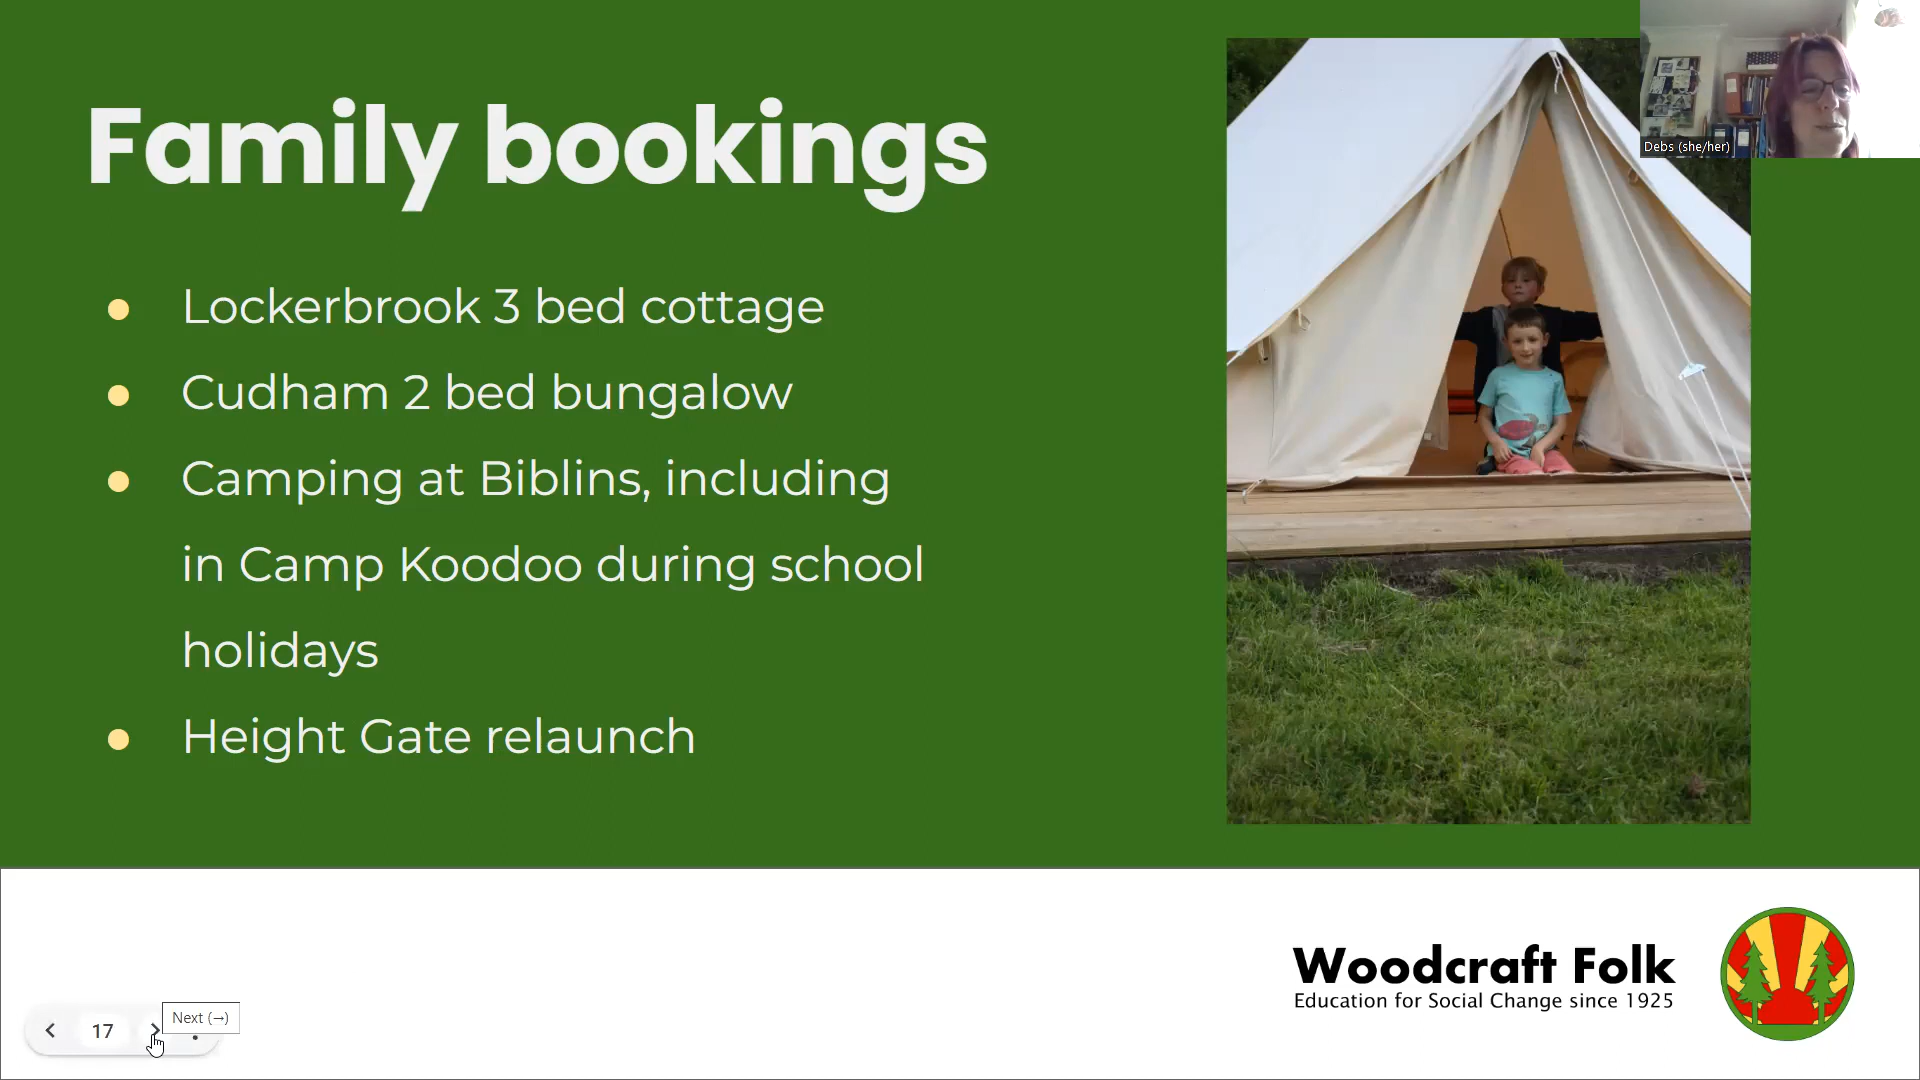 Family bookings
Lockerbrook 3 bed cottage
Cudham 2 bed bungalow
Camping at Biblins, including
in Camp Koodoo during school
holidays
Height Gate relaunch
Debs (she/her)
Woodcraft Folk
Education for Social Change since 1925
17
Next (→)